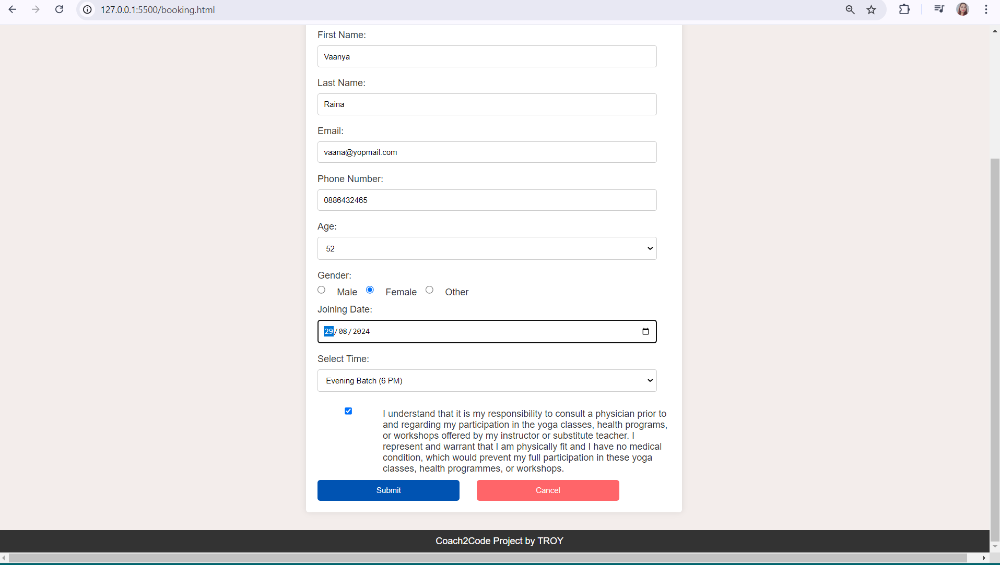 127.0.0.1:5500/booking.html
First Name:
Vaanya
Last Name:
Raina
Email:
vaana@yopmail.com
Phone Number:
0886432465
Age:
52
Gender:
Male Female Other
Joining Date:
29/08/2024
Select Time:
Evening Batch (6 PM)
I understand that it is my responsibility to consult a physician prior to
and regarding my participation in the yoga classes, health programs,
or workshops offered by my instructor or substitute teacher. I
represent and warrant that I am physically fit and I have no medical
condition, which would prevent my full participation in these yoga
classes, health programmes, or workshops.
Submit Cancel
Coach2Code Project by TROY